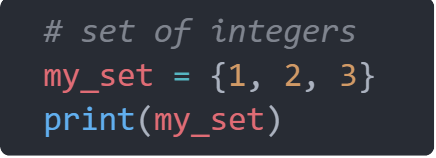 # set of integers
my_set = {1, 2, 3}
print(my_set)